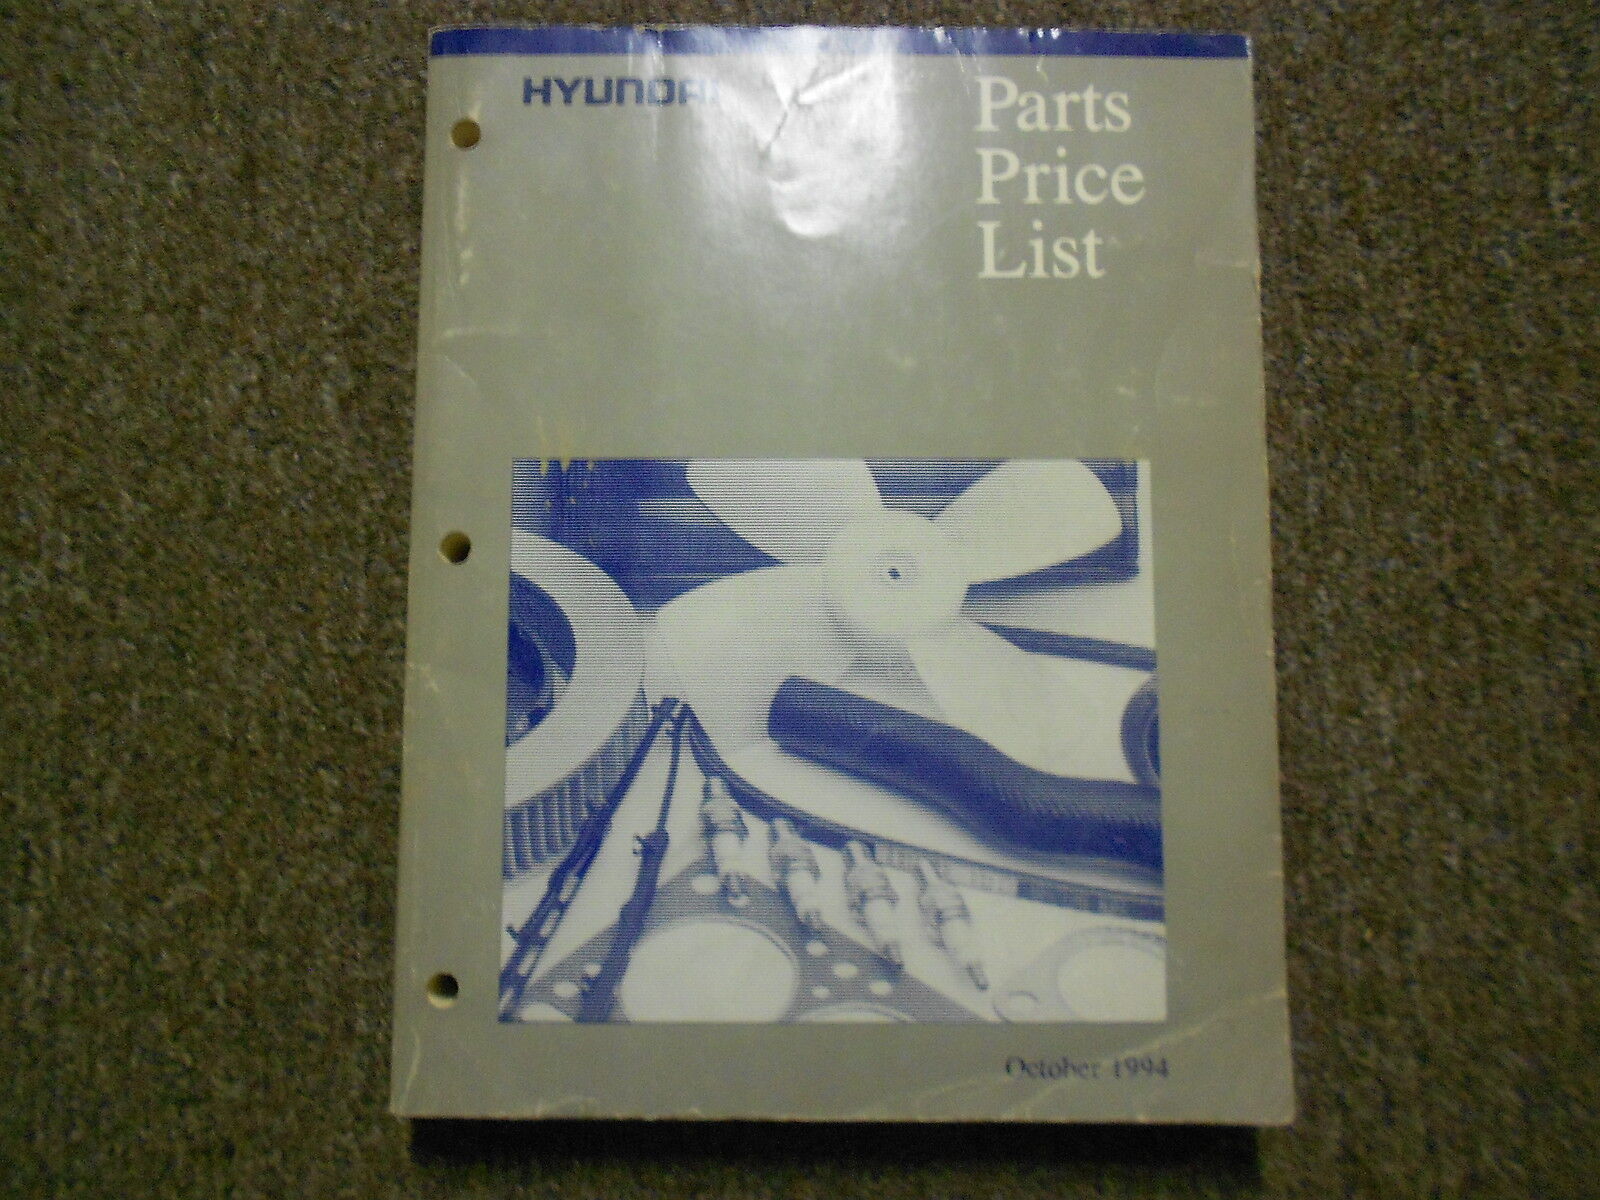 HYUNDAI
Parts
Price
List
October 1994